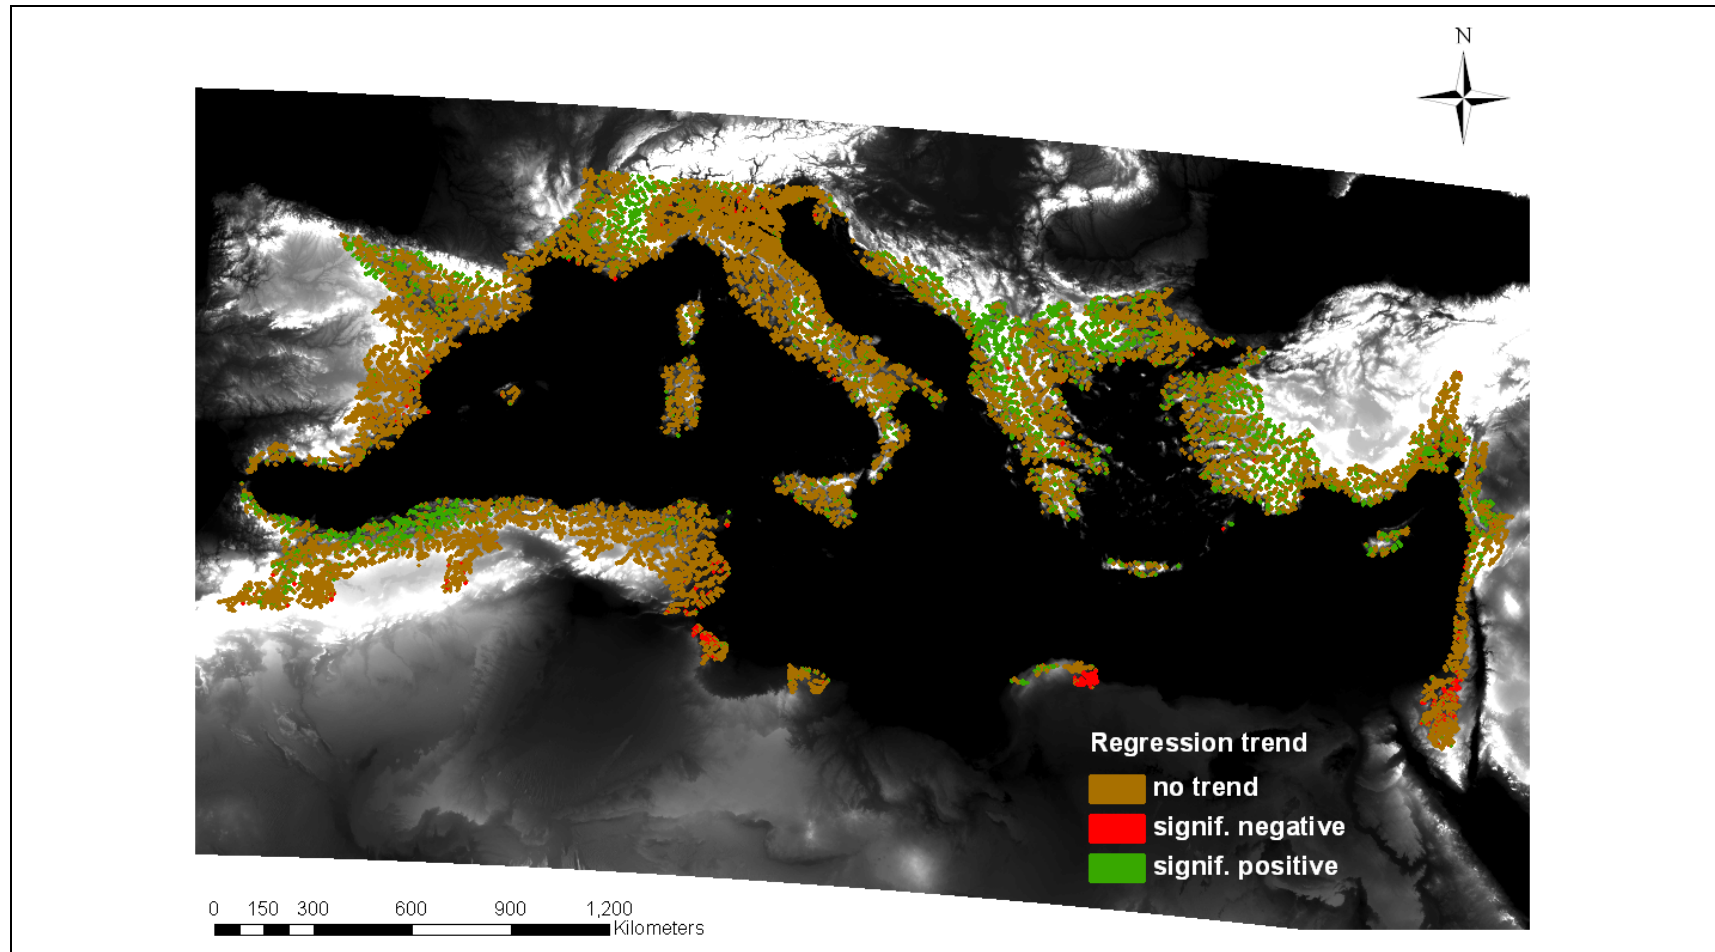 N
Regression trend
no trend
signif. negative
signif. positive
0 150 300 600 900 1,200
Kilometers